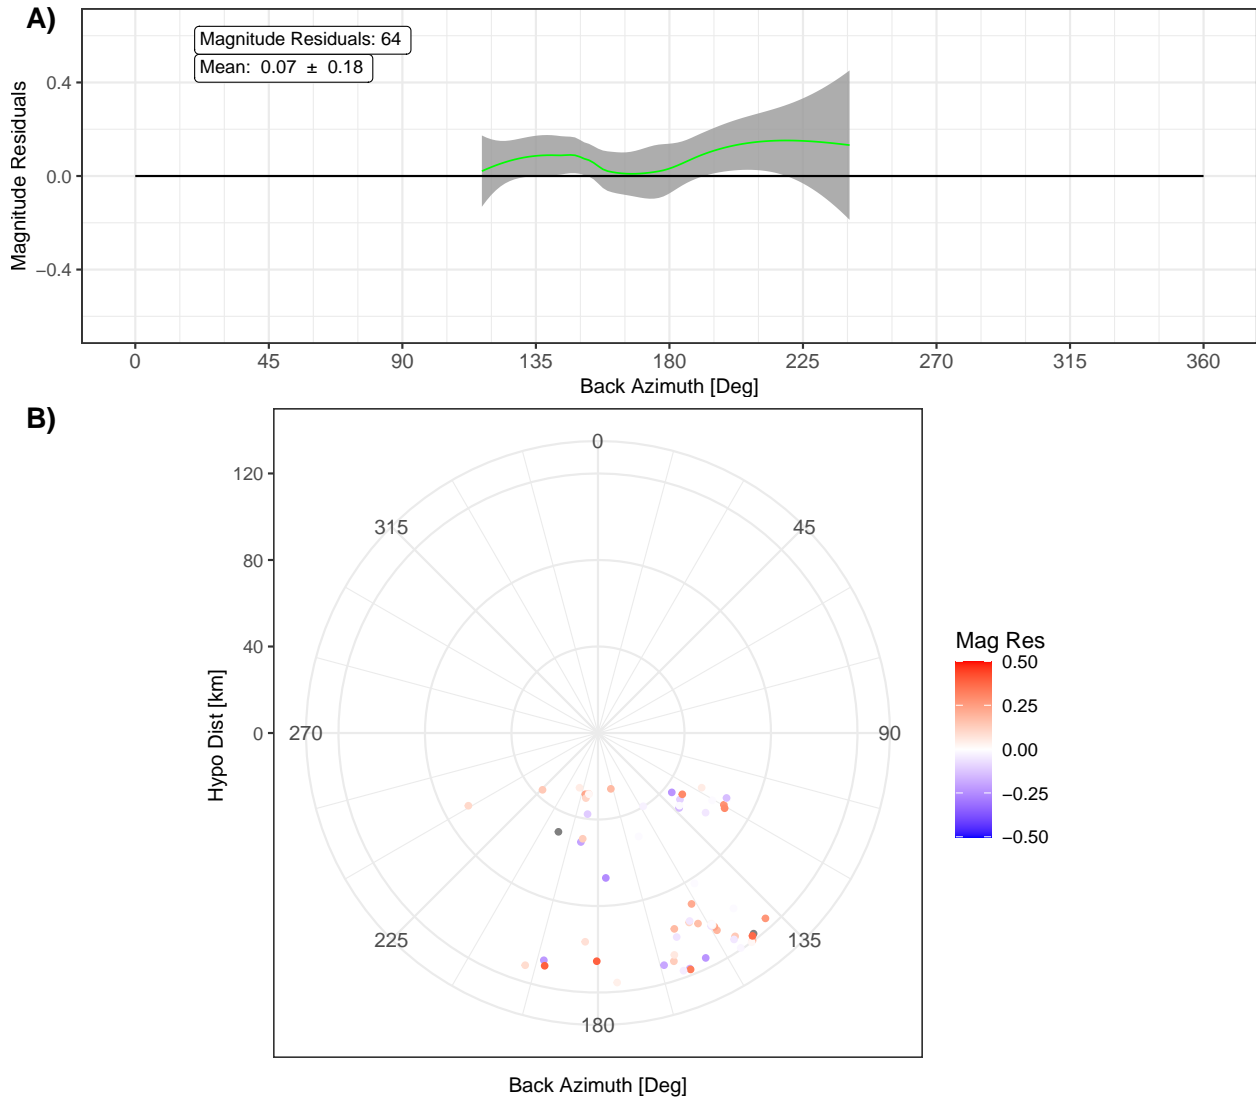 A)
Magnitude Residuals: 64
Mean:  0.07  ±  0.18
Magnitude Residuals
0.4
0.0
−0.4
0 45 90 135 180 225 270 315 360
Back Azimuth [Deg]
B)
Hypo Dist [km]
120
80
40
0
0
45
90
135
180
225
270
315
Back Azimuth [Deg]
Mag Res
0.50
0.25
0.00
−0.25
−0.50